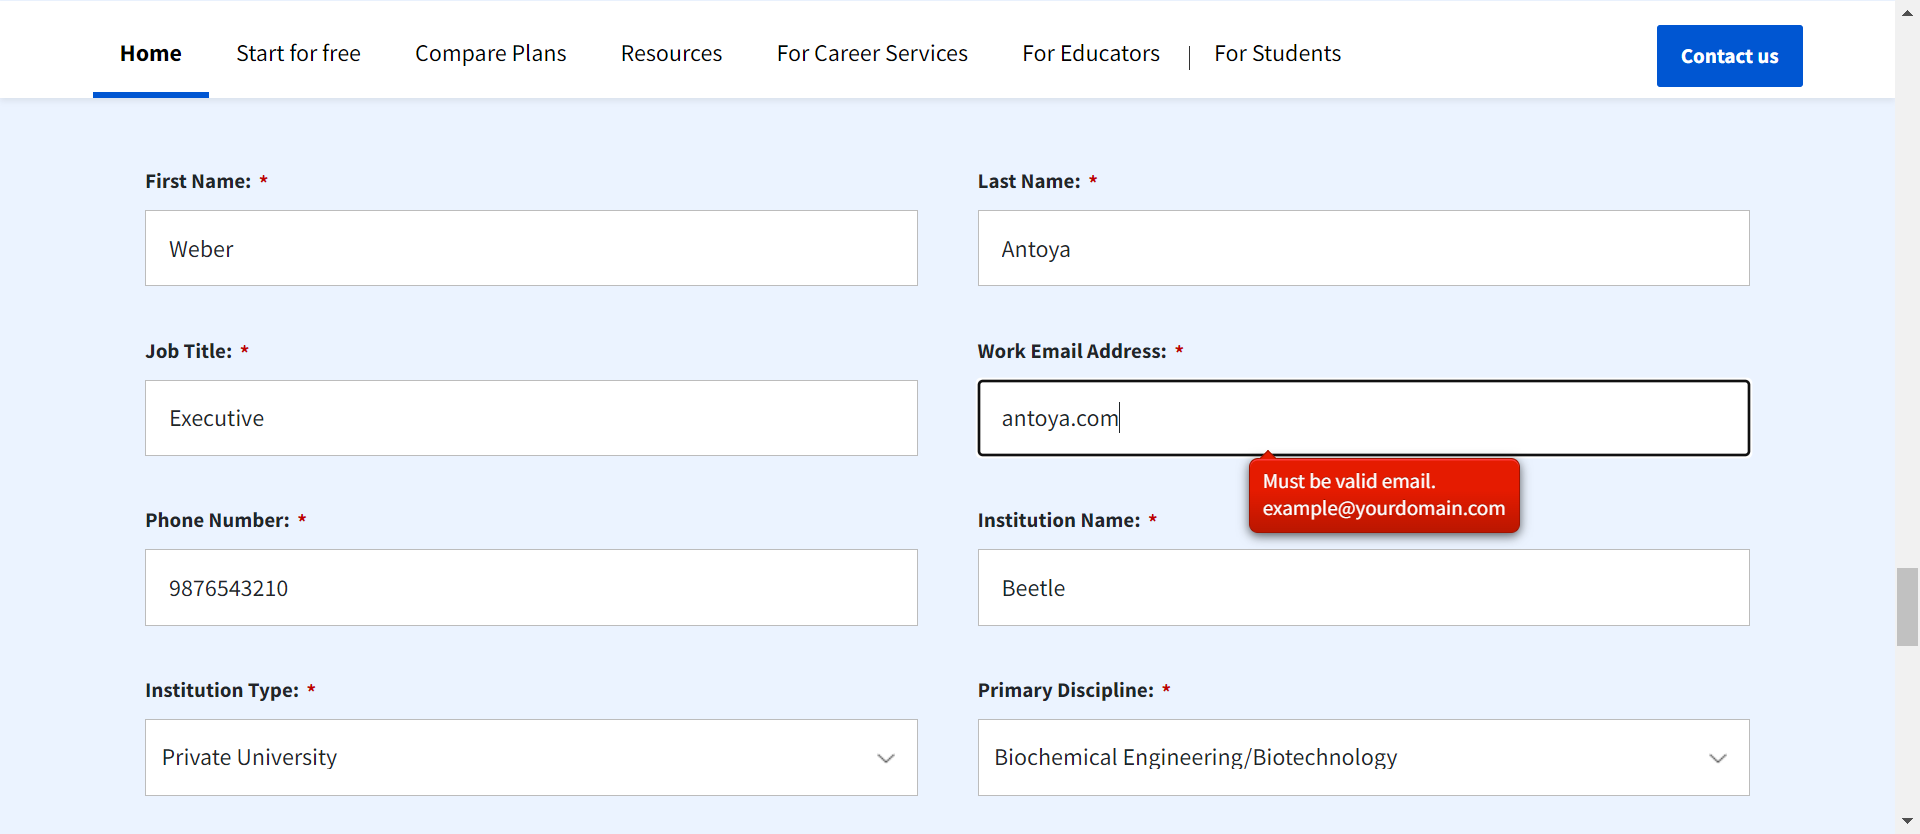 Home Start for free Compare Plans Resources For Career Services For Educators | For Students Contact us
First Name: * Last Name: *
Weber Antoya
Job Title: * Work Email Address: *
Executive antoya.com
Must be valid email.
example@yourdomain.com
Phone Number: * Institution Name: *
9876543210 Beetle
Institution Type: * Primary Discipline: *
Private University Biochemical Engineering/Biotechnology